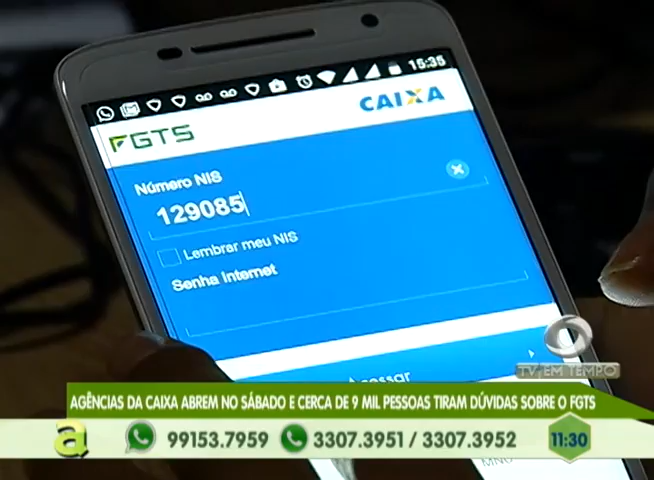 15:35
FGTS
CAIXA
Número NIS
129085
Lembrar meu NIS
Senha Internet
Acessar
TV EM TEMPO
AGÊNCIAS DA CAIXA ABREM NO SÁBADO E CERCA DE 9 MIL PESSOAS TIRAM DÚVIDAS SOBRE O FGTS
a 99153.7959 3307.3951 / 3307.3952 11:30